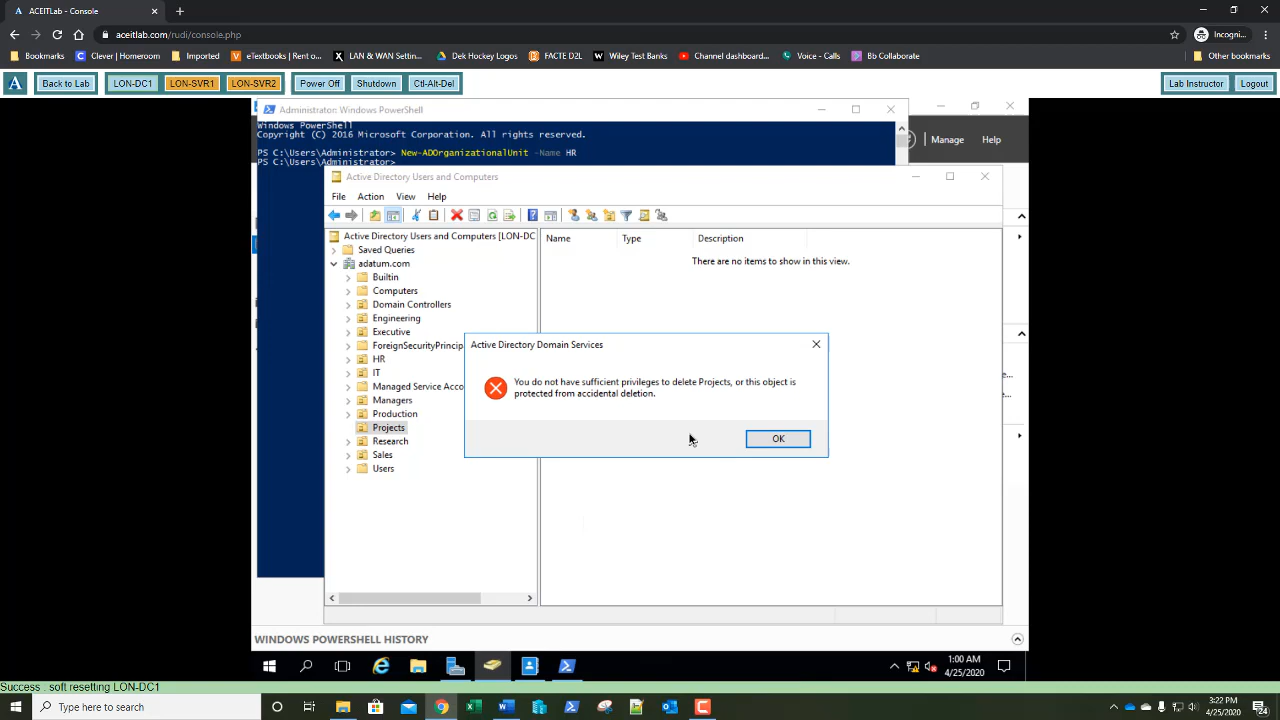 ACEITLab - Console
aceitlab.com/rudi/console.php
Incogni...
Bookmarks Clever | Homeroom Imported eTextbooks | Rent o... LAN & WAN Settin... Dek Hockey Logos FACTE D2L Wiley Test Banks Channel dashboard... Voice - Calls Bb Collaborate Other bookmarks
Back to Lab LON-DC1 LON-SVR1 LON-SVR2 Power Off Shutdown Ctl-Alt-Del Lab Instructor Logout
Administrator: Windows PowerShell
Windows PowerShell
Copyright (C) 2016 Microsoft Corporation. All rights reserved.
PS C:\Users\Administrator> New-ADOrganizationalUnit -Name HR
PS C:\Users\Administrator>
Manage Help
Active Directory Users and Computers
File Action View Help
Active Directory Users and Computers [LON-DC
Saved Queries
adatum.com
Builtin
Computers
Domain Controllers
Engineering
Executive
ForeignSecurityPrincip
HR
IT
Managed Service Acco
Managers
Production
Projects
Research
Sales
Users
Name Type Description
There are no items to show in this view.
Active Directory Domain Services
You do not have sufficient privileges to delete Projects, or this object is
protected from accidental deletion.
OK
WINDOWS POWERSHELL HISTORY
1:00 AM
4/25/2020
Success : soft resetting LON-DC1
Type here to search
3:22 PM
4/25/2020
24